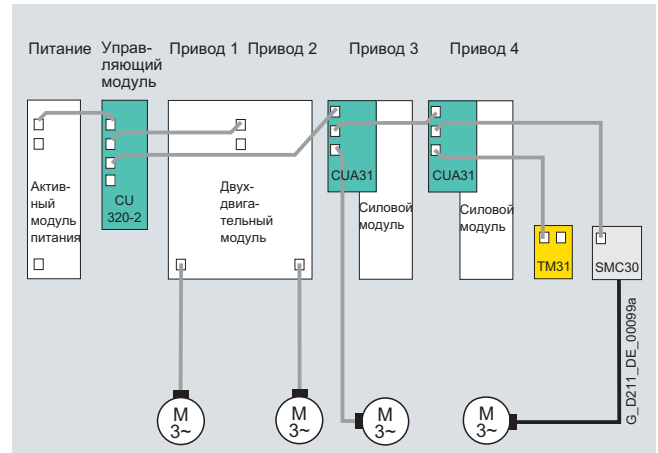 Питание
Управ-
ляющий
модуль
Привод 1
Привод 2
Привод 3
Привод 4
Актив-
ный
модуль
питания
CU
320-2
Двух-
двига-
тельный
модуль
CUA31
Силовой
модуль
CUA31
Силовой
модуль
TM31
SMC30
G_D211_DE_00099a
M
3~
M
3~
M
3~
M
3~